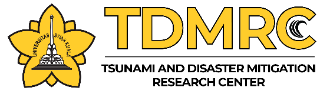 TDMRC
TSUNAMI AND DISASTER MITIGATION
RESEARCH CENTER